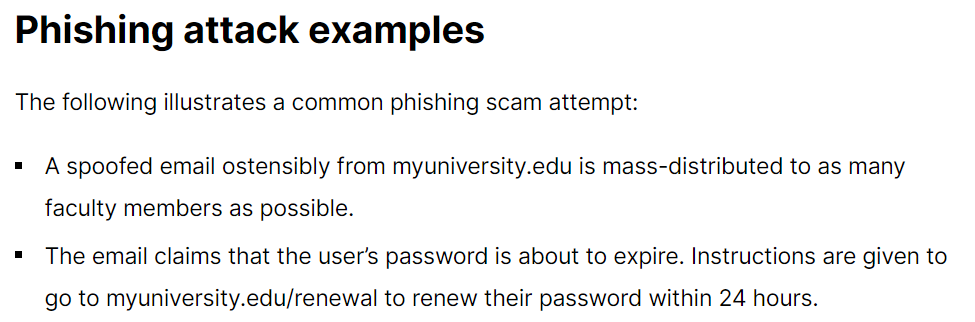 Phishing attack examples
The following illustrates a common phishing scam attempt:
▪ A spoofed email ostensibly from myuniversity.edu is mass-distributed to as many
faculty members as possible.
▪ The email claims that the user’s password is about to expire. Instructions are given to
go to myuniversity.edu/renewal to renew their password within 24 hours.